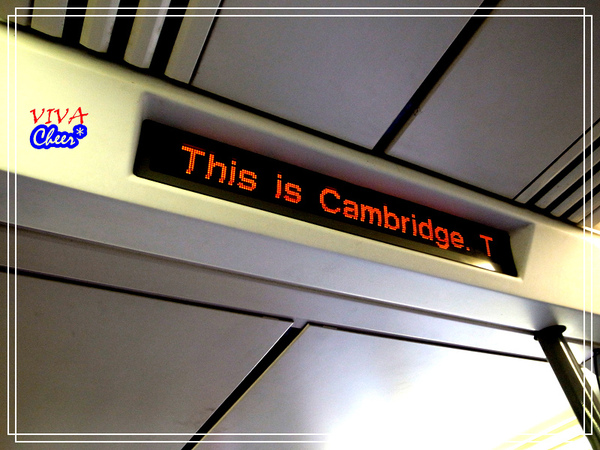 VIVA
Cheer*
This is Cambridge. T